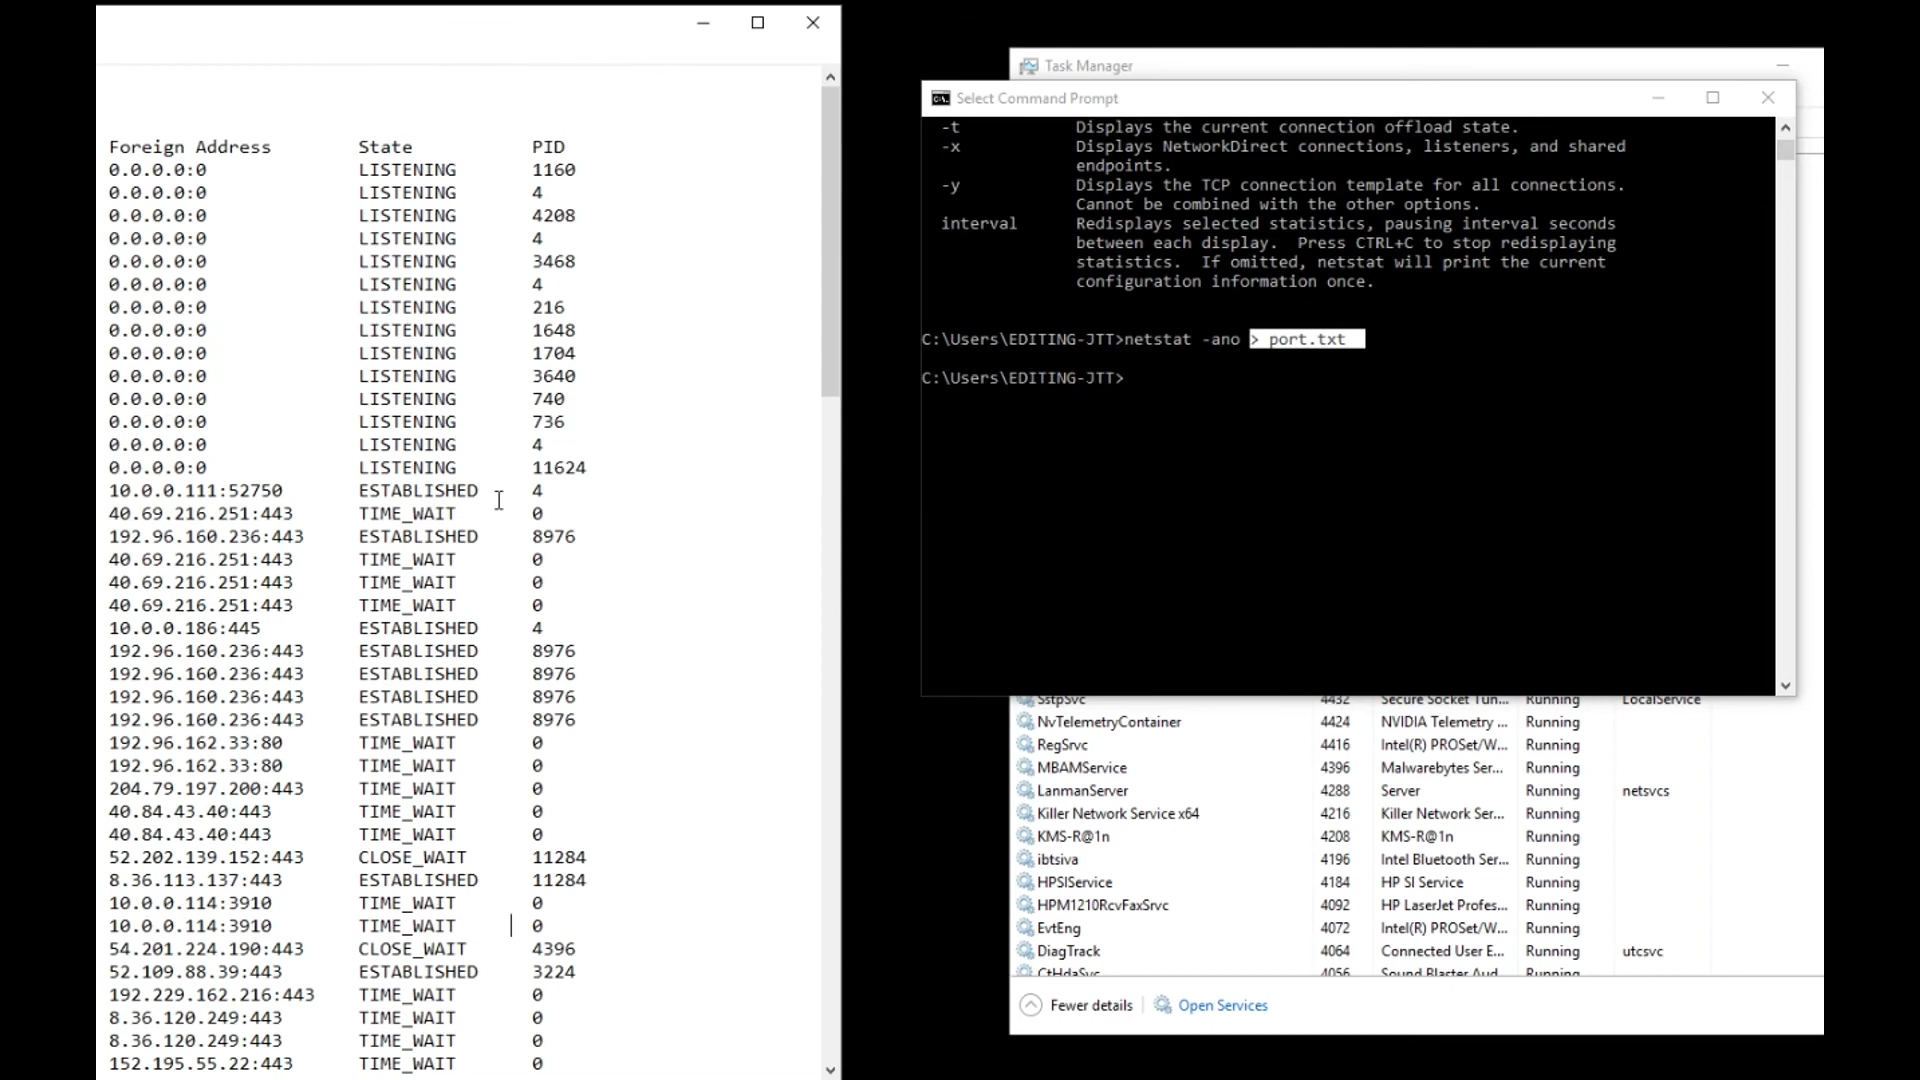 Foreign Address State PID
0.0.0.0:0 LISTENING 1160
0.0.0.0:0 LISTENING 4
0.0.0.0:0 LISTENING 4208
0.0.0.0:0 LISTENING 4
0.0.0.0:0 LISTENING 3468
0.0.0.0:0 LISTENING 4
0.0.0.0:0 LISTENING 216
0.0.0.0:0 LISTENING 1648
0.0.0.0:0 LISTENING 1704
0.0.0.0:0 LISTENING 3640
0.0.0.0:0 LISTENING 740
0.0.0.0:0 LISTENING 736
0.0.0.0:0 LISTENING 4
0.0.0.0:0 LISTENING 11624
10.0.0.111:52750 ESTABLISHED 4
40.69.216.251:443 TIME_WAIT 0
192.96.160.236:443 ESTABLISHED 8976
40.69.216.251:443 TIME_WAIT 0
40.69.216.251:443 TIME_WAIT 0
40.69.216.251:443 TIME_WAIT 0
10.0.0.186:445 ESTABLISHED 4
192.96.160.236:443 ESTABLISHED 8976
192.96.160.236:443 ESTABLISHED 8976
192.96.160.236:443 ESTABLISHED 8976
192.96.160.236:443 ESTABLISHED 8976
192.96.162.33:80 TIME_WAIT 0
192.96.162.33:80 TIME_WAIT 0
204.79.197.200:443 TIME_WAIT 0
40.84.43.40:443 TIME_WAIT 0
40.84.43.40:443 TIME_WAIT 0
52.202.139.152:443 CLOSE_WAIT 11284
8.36.113.137:443 ESTABLISHED 11284
10.0.0.114:3910 TIME_WAIT 0
10.0.0.114:3910 TIME_WAIT 0
54.201.224.190:443 CLOSE_WAIT 4396
52.109.88.39:443 ESTABLISHED 3224
192.229.162.216:443 TIME_WAIT 0
8.36.120.249:443 TIME_WAIT 0
8.36.120.249:443 TIME_WAIT 0
152.195.55.22:443 TIME_WAIT 0
Task Manager
Select Command Prompt
-t Displays the current connection offload state.
-x Displays NetworkDirect connections, listeners, and shared
endpoints.
-y Displays the TCP connection template for all connections.
Cannot be combined with the other options.
interval Redisplays selected statistics, pausing interval seconds
between each display. Press CTRL+C to stop redisplaying
statistics. If omitted, netstat will print the current
configuration information once.
C:\Users\EDITING-JTT>netstat -ano > port.txt
C:\Users\EDITING-JTT>
SstpSvc 4432 Secure Socket Tun... Running LocalService
NvTelemetryContainer 4424 NVIDIA Telemetry ... Running
RegSrvc 4416 Intel(R) PROSet/W... Running
MBAMService 4396 Malwarebytes Ser... Running
LanmanServer 4288 Server Running netsvcs
Killer Network Service x64 4216 Killer Network Ser... Running
KMS-R@1n 4208 KMS-R@1n Running
ibtsiva 4196 Intel Bluetooth Ser... Running
HPSIService 4184 HP SI Service Running
HPM1210RcvFaxSrvc 4092 HP LaserJet Profes... Running
EvtEng 4072 Intel(R) PROSet/W... Running
DiagTrack 4064 Connected User E... Running utcsvc
CtHdaSvc 4056 Sound Blaster Aud... Running
Fewer details Open Services